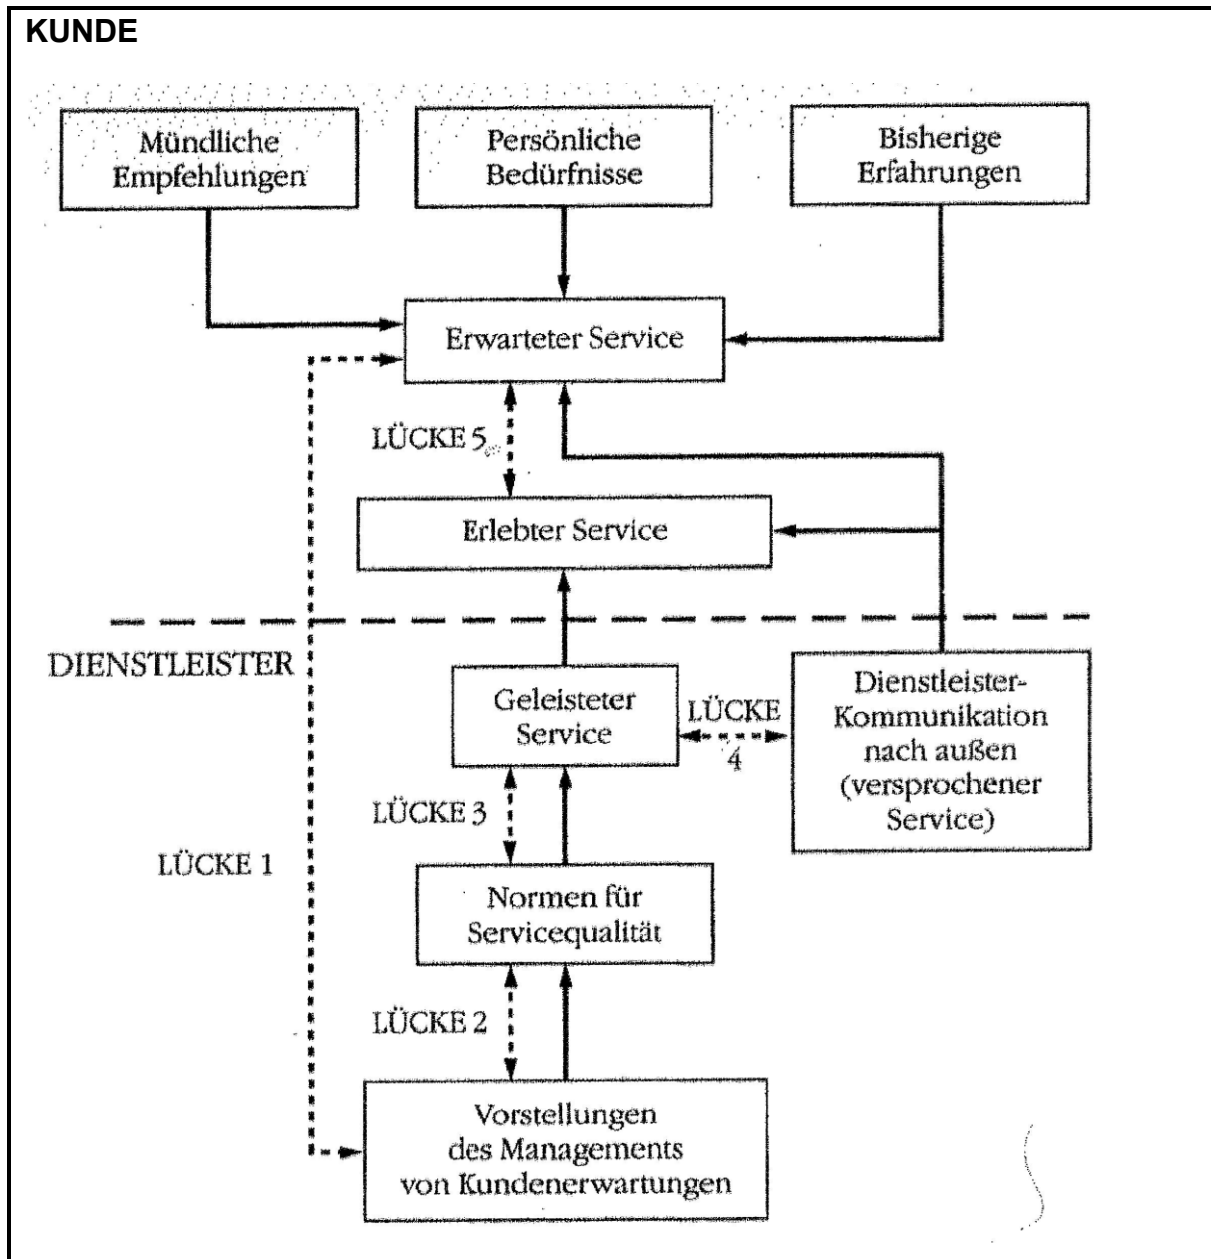 KUNDE
Mündliche
Empfehlungen
Persönliche
Bedürfnisse
Bisherige
Erfahrungen
Erwarteter Service
LÜCKE 5
Erlebter Service
DIENSTLEISTER
Geleisteter
Service
LÜCKE
4
Dienstleister-
Kommunikation
nach außen
(versprochener
Service)
LÜCKE 3
LÜCKE 1
Normen für
Servicequalität
LÜCKE 2
Vorstellungen
des Managements
von Kundenerwartungen